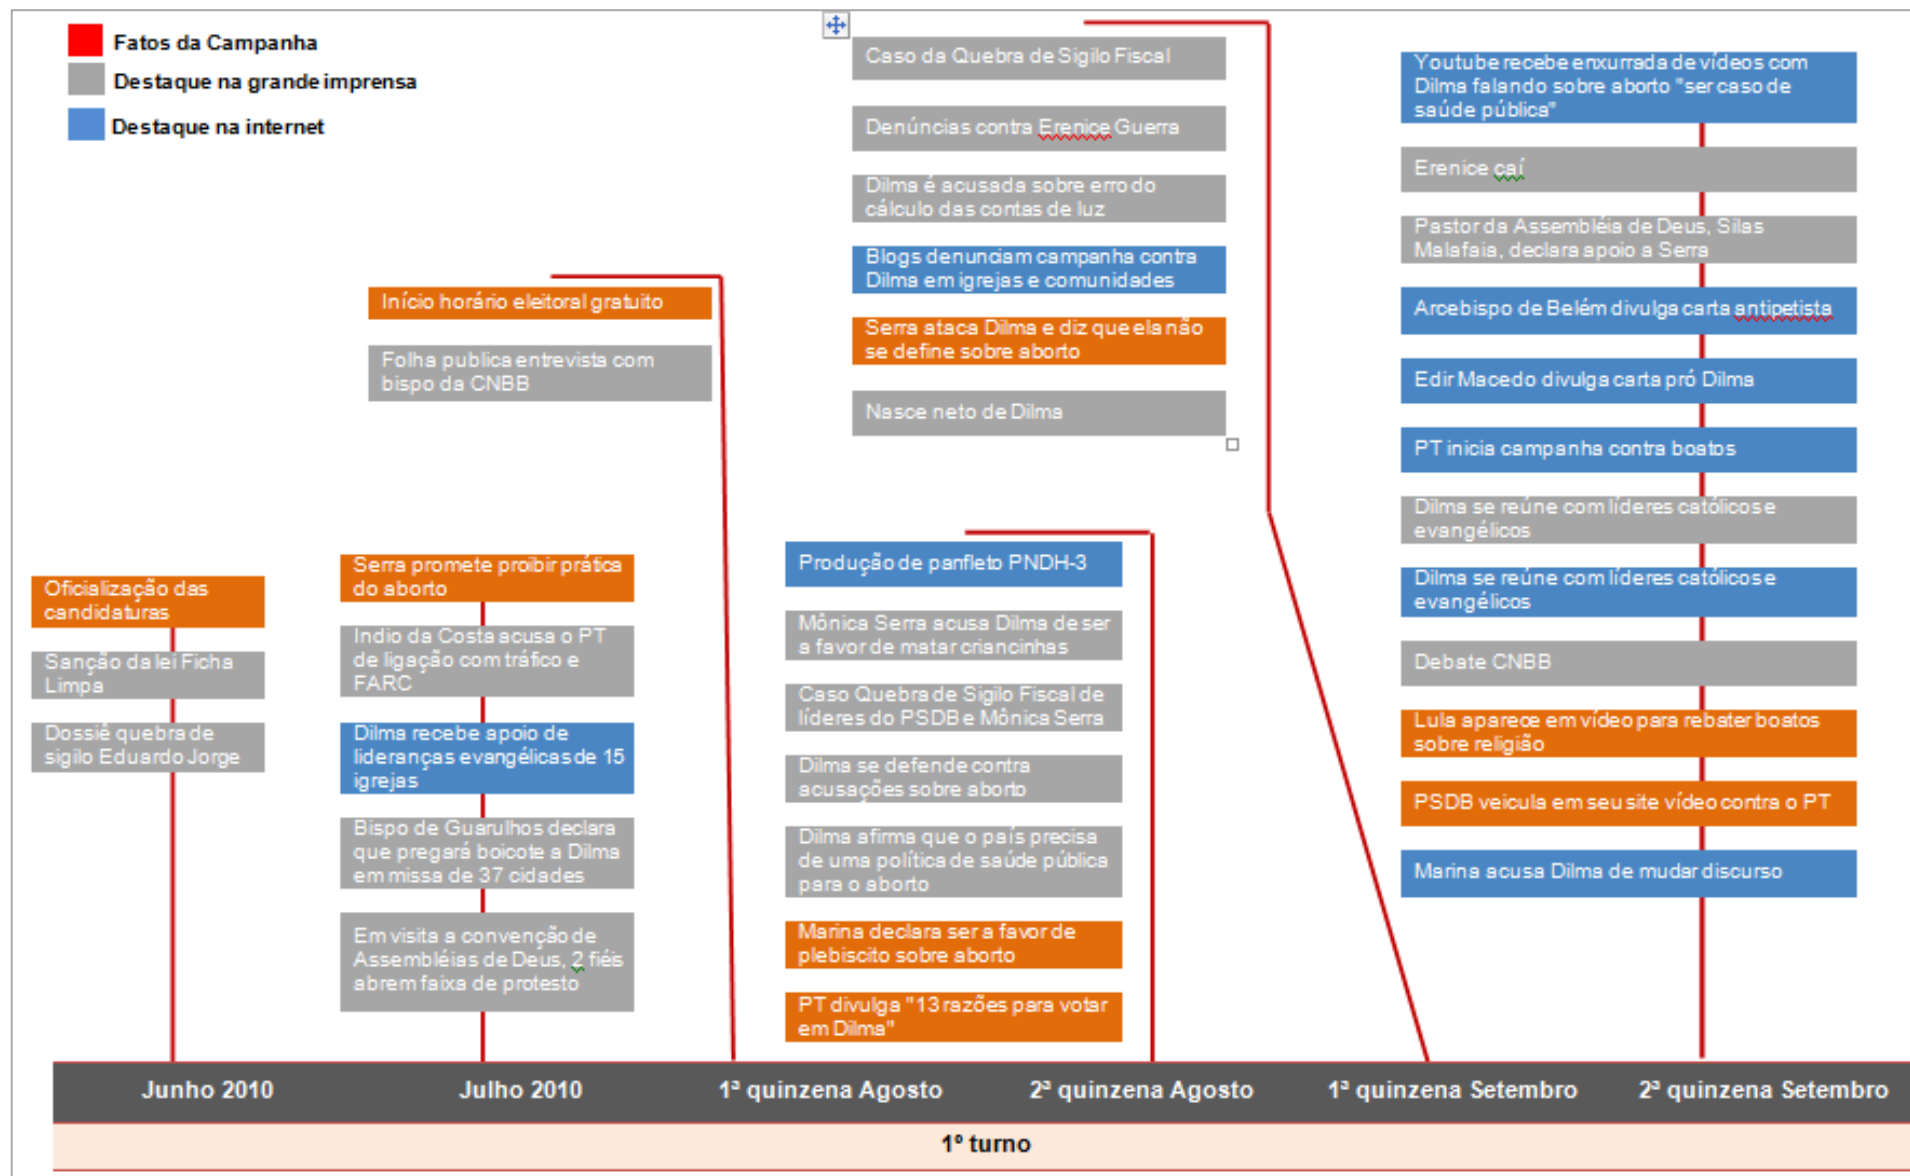 Fatos da Campanha
Destaque na grande imprensa
Destaque na internet
Oficialização das
candidaturas
Sanção da lei Ficha
Limpa
Dossiê quebra de
sigilo Eduardo Jorge
Serra promete proibir prática
do aborto
Indio da Costa acusa o PT
de ligação com tráfico e
FARC
Dilma recebe apoio de
lideranças evangélicas de 15
igrejas
Bispo de Guarulhos declara
que pregará boicote a Dilma
em missa de 37 cidades
Em visita a convenção de
Assembléias de Deus, 2 fiéis
abrem faixa de protesto
Início horário eleitoral gratuito
Folha publica entrevista com
bispo da CNBB
Produção de panfleto PNDH-3
Mônica Serra acusa Dilma de ser
a favor de matar criancinhas
Caso Quebra de Sigilo Fiscal de
líderes do PSDB e Mônica Serra
Dilma se defende contra
acusações sobre aborto
Dilma afirma que o país precisa
de uma política de saúde pública
para o aborto
Marina declara ser a favor de
plebiscito sobre aborto
PT divulga "13 razões para votar
em Dilma"
Caso da Quebra de Sigilo Fiscal
Denúncias contra Erenice Guerra
Dilma é acusada sobre erro do
cálculo das contas de luz
Blogs denunciam campanha contra
Dilma em igrejas e comunidades
Serra ataca Dilma e diz que ela não
se define sobre aborto
Nasce neto de Dilma
Youtube recebe enxurrada de vídeos com
Dilma falando sobre aborto "ser caso de
saúde pública"
Erenice caí
Pastor da Assembléia de Deus, Silas
Malafaia, declara apoio a Serra
Arcebispo de Belém divulga carta antipetista
Edir Macedo divulga carta pró Dilma
PT inicia campanha contra boatos
Dilma se reúne com líderes católicos e
evangélicos
Dilma se reúne com líderes católicos e
evangélicos
Debate CNBB
Lula aparece em vídeo para rebater boatos
sobre religião
PSDB veicula em seu site vídeo contra o PT
Marina acusa Dilma de mudar discurso
Junho 2010
Julho 2010
1ª quinzena Agosto
2ª quinzena Agosto
1ª quinzena Setembro
2ª quinzena Setembro
1º turno